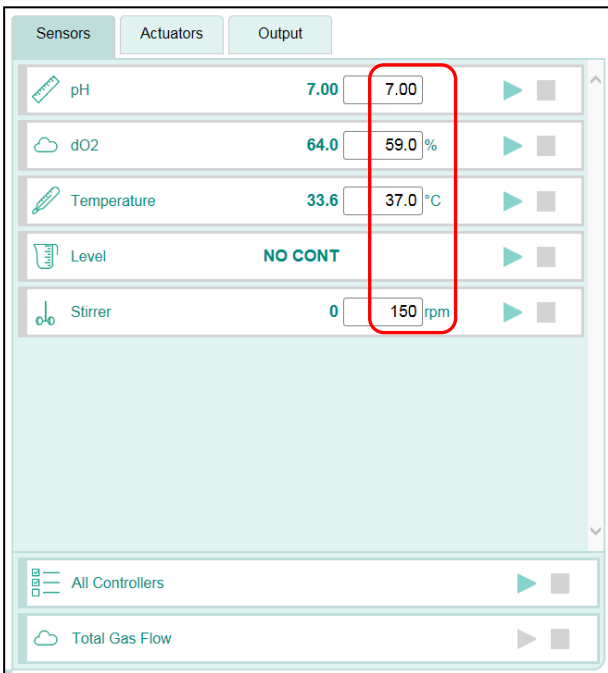 Sensors Actuators Output
pH 7.00 7.00
dO2 64.0 59.0 %
Temperature 33.6 37.0 °C
Level NO CONT
Stirrer 0 150 rpm
All Controllers
Total Gas Flow